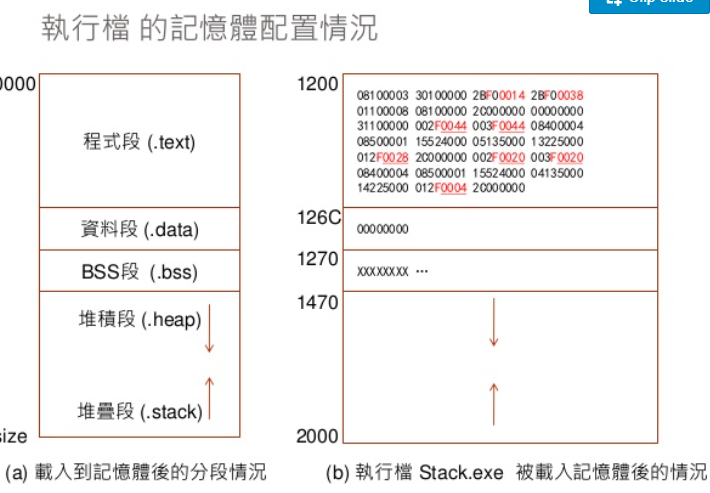 Clip slide
執行檔 的記憶體配置情況
0000
程式段 (.text)
資料段 (.data)
BSS段 (.bss)
堆積段 (.heap)
堆疊段 (.stack)
size
(a) 載入到記憶體後的分段情況
1200
08100003 30100000 2BF00014 2BF0038
01100008 08100000 2C000000 00000000
31100000 002F0044 003F0044 08400004
08500001 15524000 05135000 13225000
012F0028 2C000000 002F0020 003F0020
08400004 08500001 15524000 04135000
14225000 012F0004 2C000000
126C
00000000
1270
XXXXXXXX …
1470
2000
(b) 執行檔 Stack.exe 被載入記憶體後的情況